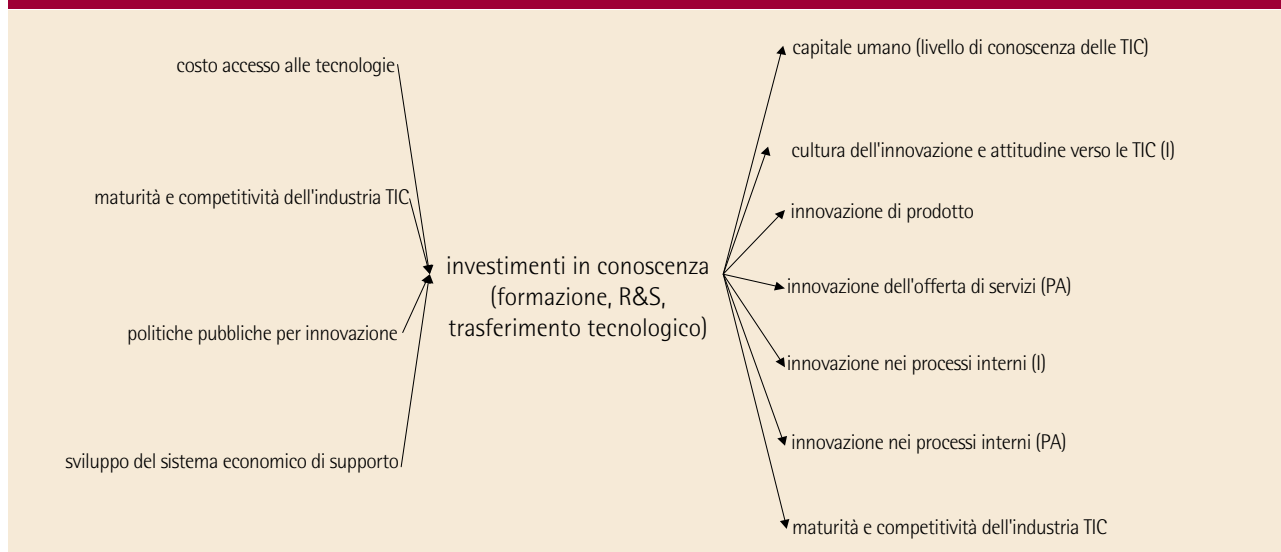 costo accesso alle tecnologie
maturità e competitività dell'industria TIC
politiche pubbliche per innovazione
sviluppo del sistema economico di supporto
investimenti in conoscenza
(formazione, R&S,
trasferimento tecnologico)
capitale umano (livello di conoscenza delle TIC)
cultura dell'innovazione e attitudine verso le TIC (I)
innovazione di prodotto
innovazione dell'offerta di servizi (PA)
innovazione nei processi interni (I)
innovazione nei processi interni (PA)
maturità e competitività dell'industria TIC